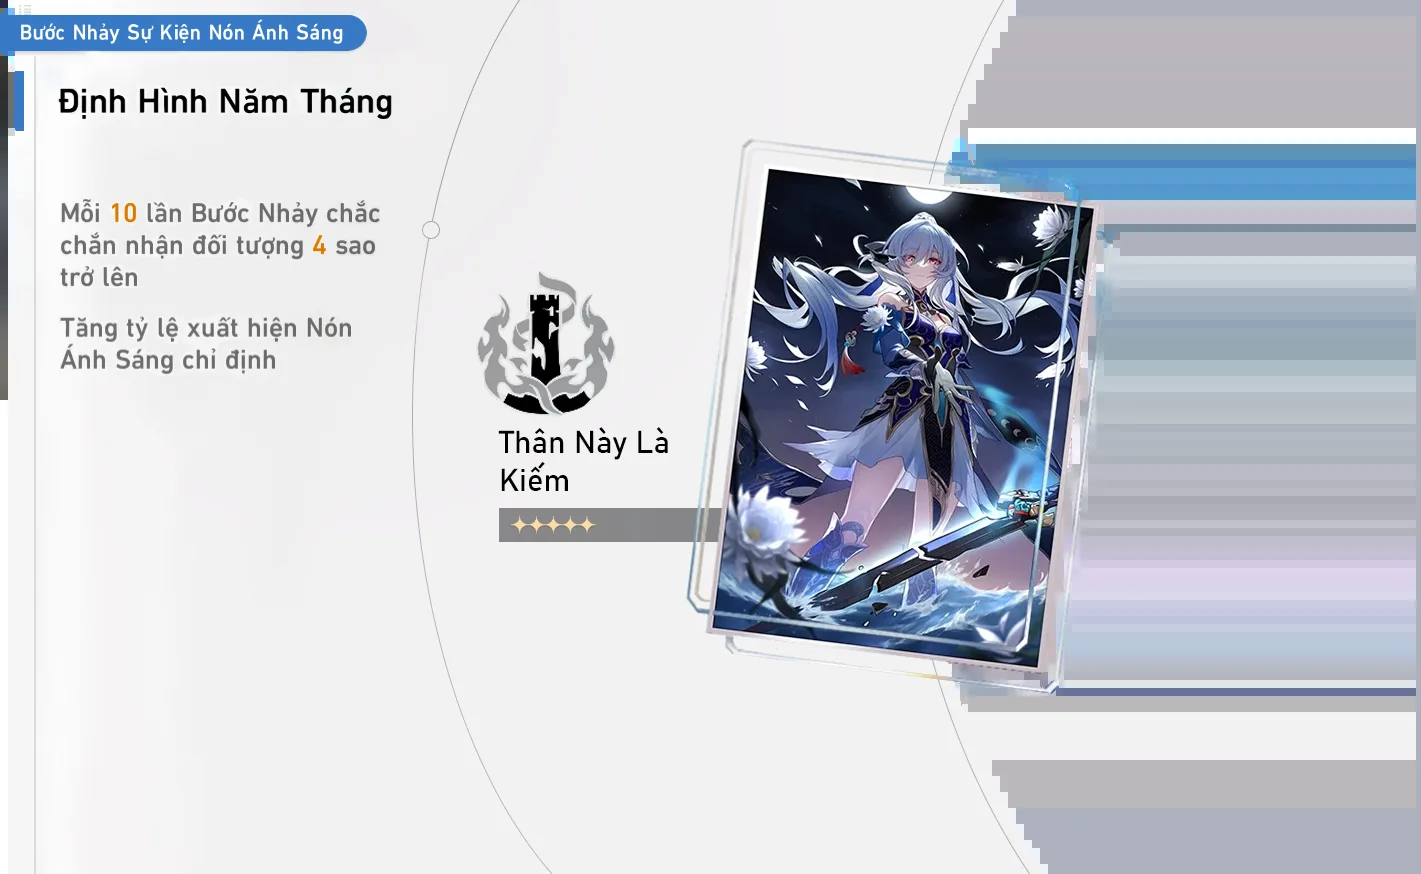 Bước Nhảy Sự Kiện Nón Ánh Sáng
Định Hình Năm Tháng
Mỗi 10 lần Bước Nhảy chắc
chắn nhận đối tượng 4 sao
trở lên
Tăng tỷ lệ xuất hiện Nón
Ánh Sáng chỉ định
Thân Này Là
Kiếm